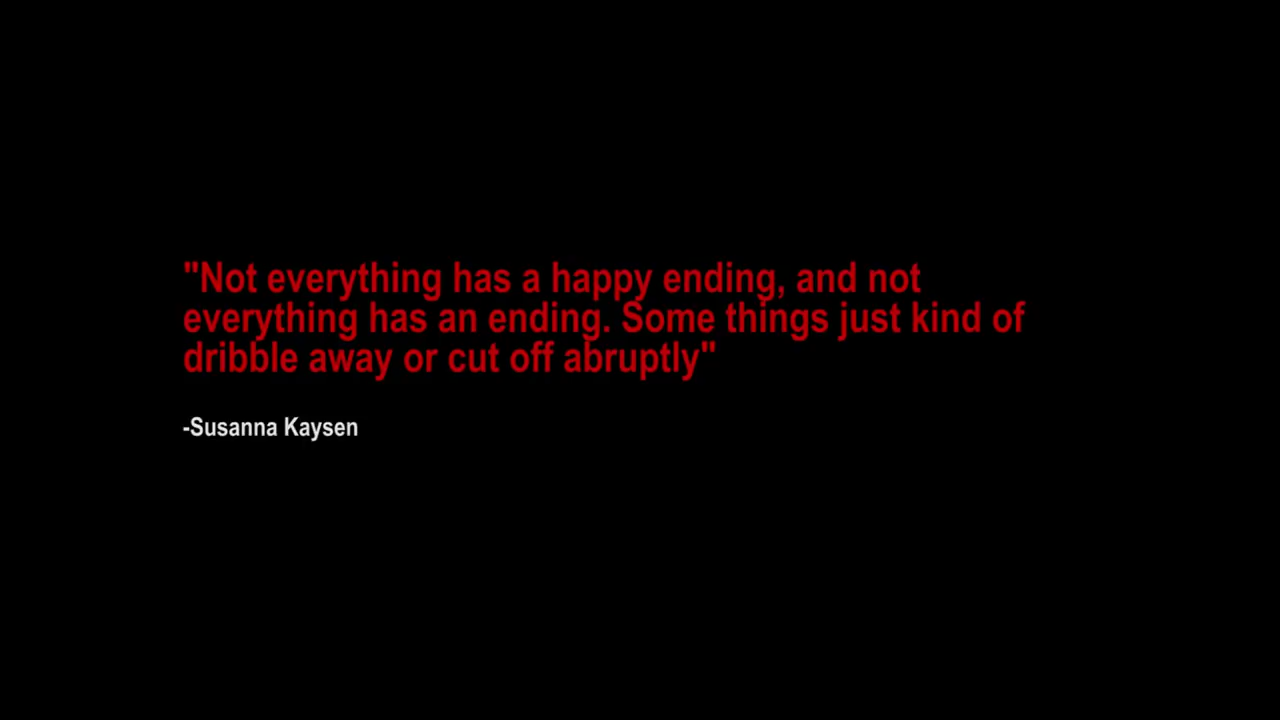 "Not everything has a happy ending, and not
everything has an ending. Some things just kind of
dribble away or cut off abruptly"
-Susanna Kaysen